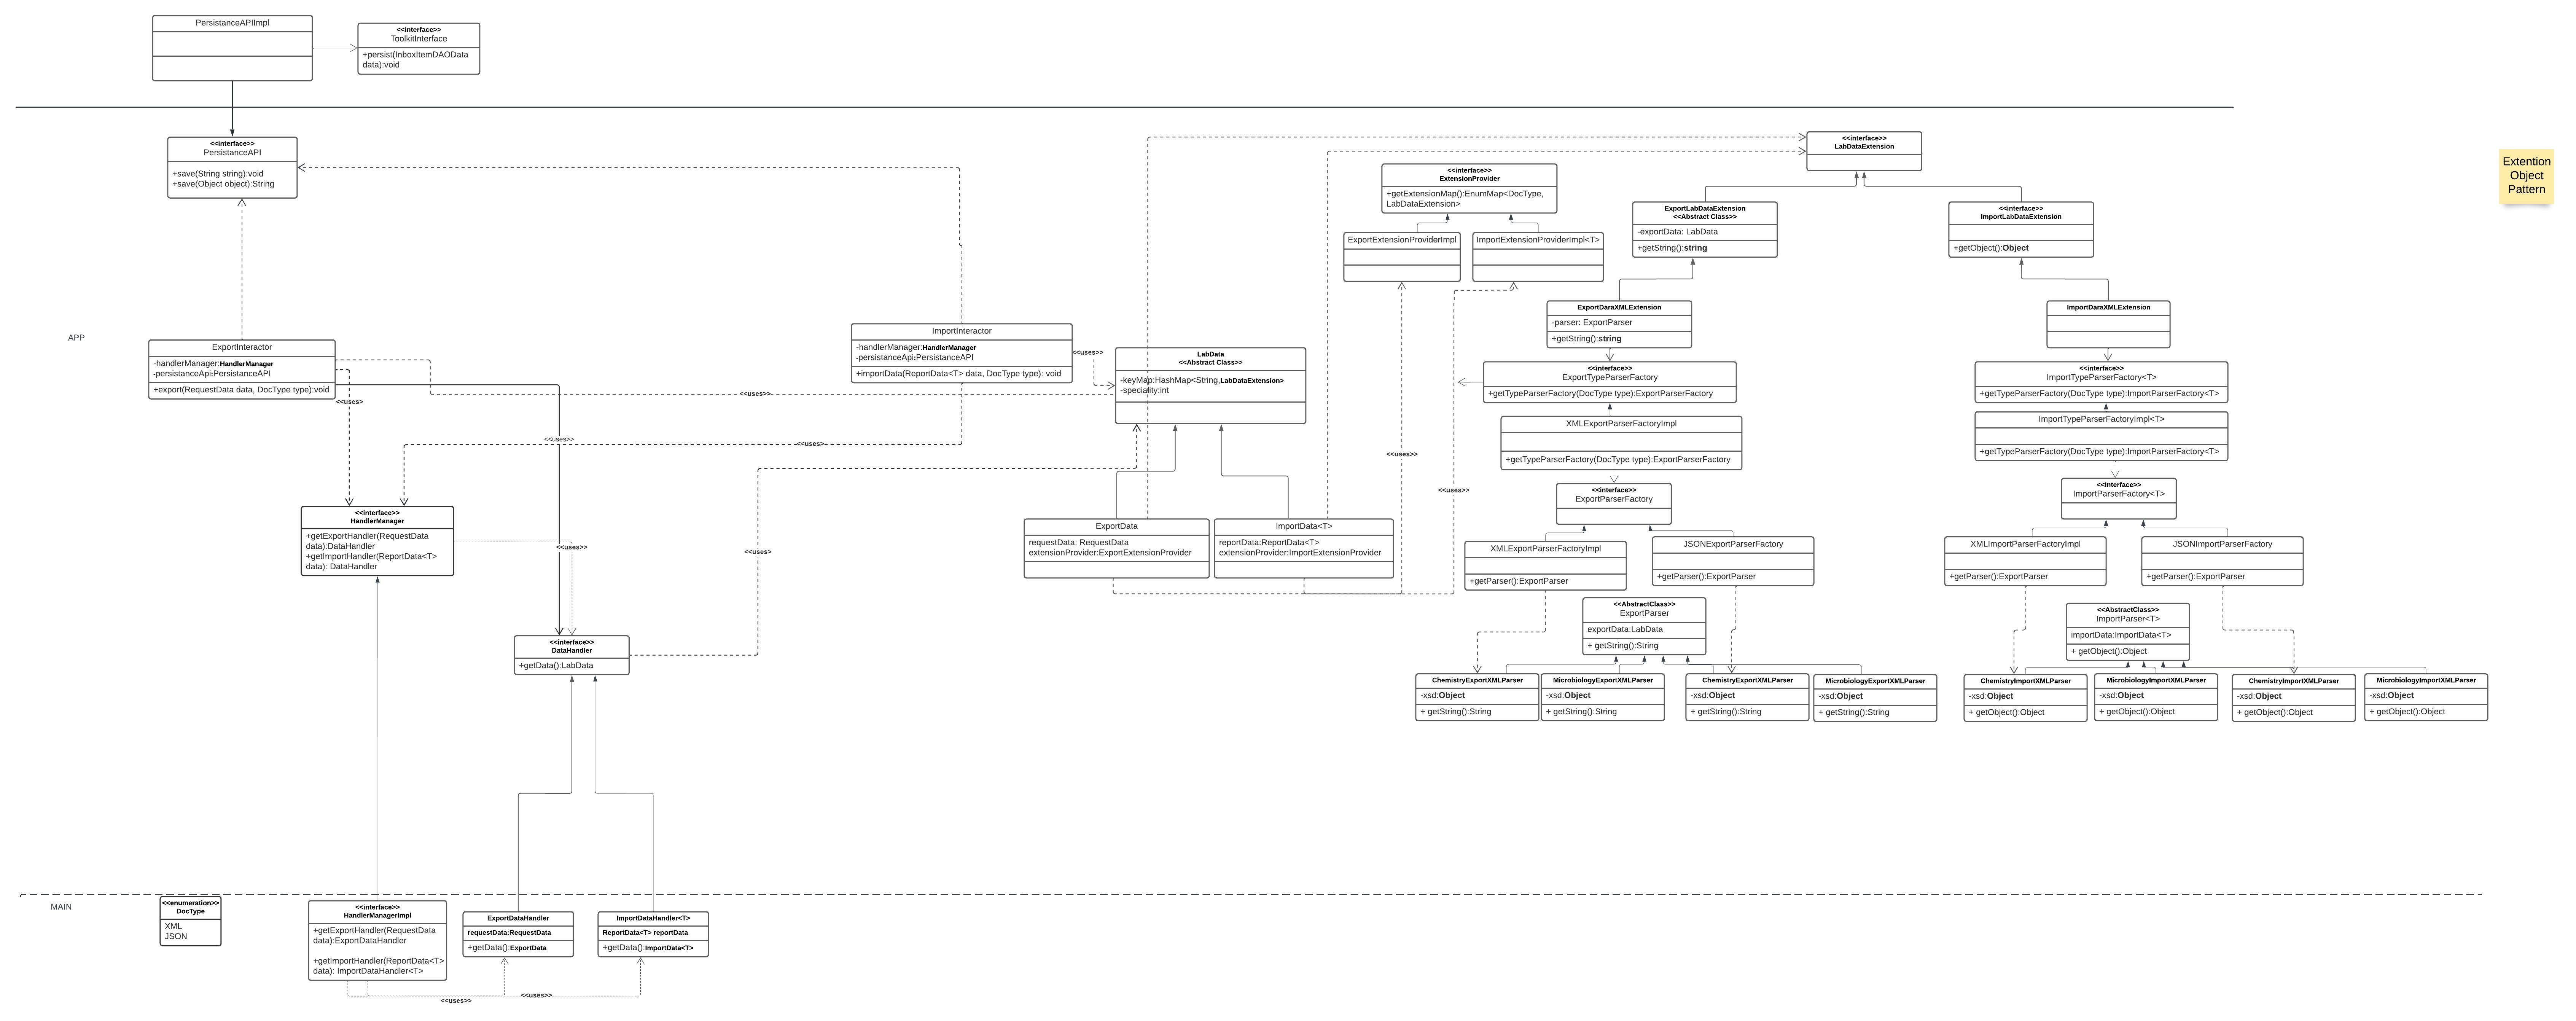 PersistanceAPIImpl
<<interface>>
ToolkitInterface
+persist(InboxItemDAOData
data):void
<<interface>>
PersistanceAPI
+save(String string):void
+save(Object object):String
<<interface>>
LabDataExtension
Extention
Object
Pattern
<<interface>>
ExtensionProvider
+getExtensionMap():EnumMap<DocType,
LabDataExtension>
ExportExtensionProviderImpl
ImportExtensionProviderImpl<T>
ExportLabDataExtension
<<Abstract Class>>
-exportData: LabData
+getString():string
<<interface>>
ImportLabDataExtension
+getObject():Object
ExportDaraXMLExtension
-parser: ExportParser
+getString():string
ImportDaraXMLExtension
APP
ExportInteractor
-handlerManager:HandlerManager
-persistanceApi:PersistanceAPI
+export(RequestData data, DocType type):void
ImportInteractor
-handlerManager:HandlerManager
-persistanceApi:PersistanceAPI
+importData(ReportData<T> data, DocType type): void
<<uses>>
LabData
<<Abstract Class>>
-keyMap:HashMap<String,LabDataExtension>
-speciality:int
<<interface>>
ExportTypeParserFactory
+getTypeParserFactory(DocType type):ExportParserFactory
<<interface>>
ImportTypeParserFactory<T>
+getTypeParserFactory(DocType type):ImportParserFactory<T>
<<uses>
<<uses>>
<<uses>>
<<uses>
<<uses>>
XMLExportParserFactoryImpl
+getTypeParserFactory(DocType type):ExportParserFactory
ImportTypeParserFactoryImpl<T>
+getTypeParserFactory(DocType type):ImportParserFactory<T>
<<uses>>
<<interface>>
ExportParserFactory
<<interface>>
ImportParserFactory<T>
<<interface>>
HandlerManager
+getExportHandler(RequestData
data):DataHandler
+getImportHandler(ReportData<T>
data): DataHandler
<<uses>>
<<uses>
ExportData
requestData: RequestData
extensionProvider:ExportExtensionProvider
ImportData<T>
reportData:ReportData<T>
extensionProvider:ImportExtensionProvider
XMLExportParserFactoryImpl
+getParser():ExportParser
JSONExportParserFactory
+getParser():ExportParser
XMLImportParserFactoryImpl
+getParser():ExportParser
JSONImportParserFactory
+getParser():ExportParser
<<AbstractClass>>
ExportParser
exportData:LabData
+ getString():String
<<AbstractClass>>
ImportParser<T>
importData:ImportData<T>
+ getObject():Object
<<interface>>
DataHandler
+getData():LabData
ChemistryExportXMLParser
-xsd:Object
+ getString():String
MicrobiologyExportXMLParser
-xsd:Object
+ getString():String
ChemistryExportXMLParser
-xsd:Object
+ getString():String
MicrobiologyExportXMLParser
-xsd:Object
+ getString():String
ChemistryImportXMLParser
-xsd:Object
+ getObject():Object
MicrobiologyImportXMLParser
-xsd:Object
+ getObject():Object
ChemistryImportXMLParser
-xsd:Object
+ getObject():Object
MicrobiologyImportXMLParser
-xsd:Object
+ getObject():Object
MAIN
<<enumeration>>
DocType
XML
JSON
<<interface>>
HandlerManagerImpl
+getExportHandler(RequestData
data):ExportDataHandler
+getImportHandler(ReportData<T>
data): ImportDataHandler<T>
ExportDataHandler
requestData:RequestData
+getData():ExportData
ImportDataHandler<T>
ReportData<T> reportData
+getData():ImportData<T>
<<uses>>
<<uses>>